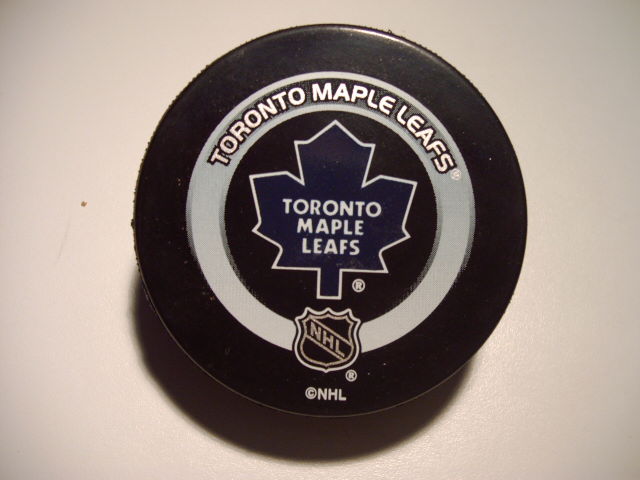 TORONTO MAPLE LEAFS®
TORONTO
MAPLE
LEAFS
®
NHL
®
©NHL